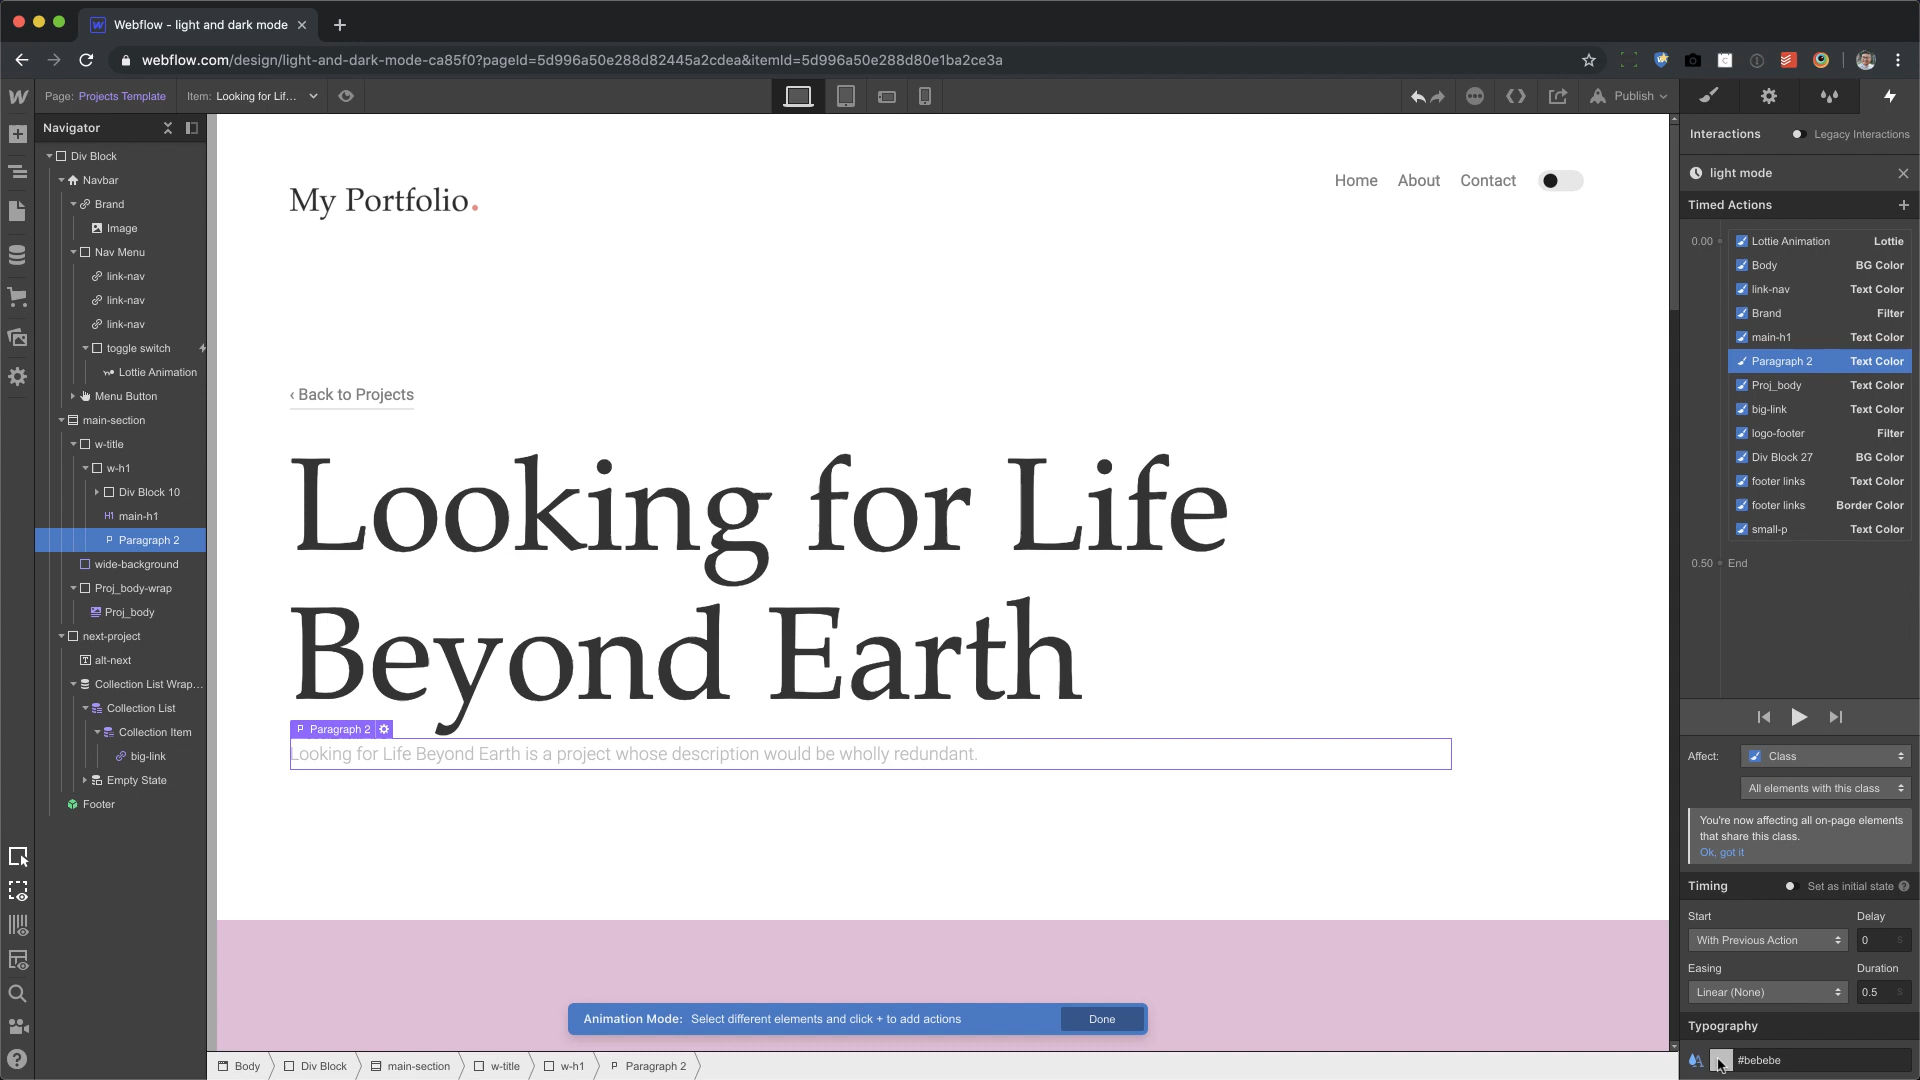 Webflow - light and dark mode
webflow.com/design/light-and-dark-mode-ca85f0?pageId=5d996a50e288d82445a2cdea&itemId=5d996a50e288d80e1ba2ce3a
Page: Projects Template
Item: Looking for Lif...
Publish
Navigator
Div Block
Navbar
Brand
Image
Nav Menu
link-nav
link-nav
link-nav
toggle switch
Lottie Animation
Menu Button
main-section
w-title
w-h1
Div Block 10
H1 main-h1
P Paragraph 2
wide-background
Proj_body-wrap
Proj_body
next-project
alt-next
Collection List Wrap...
Collection List
Collection Item
big-link
Empty State
Footer
My Portfolio.
Home About Contact
‹ Back to Projects
Looking for Life
Beyond Earth
P Paragraph 2
Looking for Life Beyond Earth is a project whose description would be wholly redundant.
Animation Mode: Select different elements and click + to add actions
Done
Body
Div Block
main-section
w-title
w-h1
P Paragraph 2
Interactions
Legacy Interactions
light mode
Timed Actions
0.00
Lottie Animation Lottie
Body BG Color
link-nav Text Color
Brand Filter
main-h1 Text Color
Paragraph 2 Text Color
Proj_body Text Color
big-link Text Color
logo-footer Filter
Div Block 27 BG Color
footer links Text Color
footer links Border Color
small-p Text Color
0.50 End
Affect: Class
All elements with this class
You're now affecting all on-page elements
that share this class.
Ok, got it
Timing Set as initial state
Start Delay
With Previous Action 0 S
Easing Duration
Linear (None) 0.5 S
Typography
#bebebe